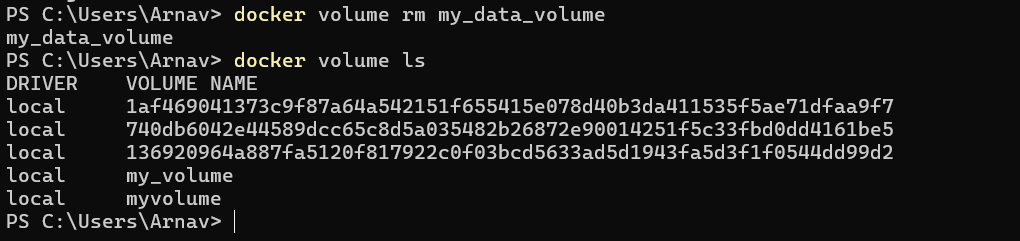 PS C:\Users\Arnav> docker volume rm my_data_volume
my_data_volume
PS C:\Users\Arnav> docker volume ls
DRIVER    VOLUME NAME
local     1af469041373c9f87a64a542151f655415e078d40b3da411535f5ae71dfaa9f7
local     740db6042e44589dcc65c8d5a035482b26872e90014251f5c33fbd0dd4161be5
local     136920964a887fa5120f817922c0f03bcd5633ad5d1943fa5d3f1f0544dd99d2
local     my_volume
local     myvolume
PS C:\Users\Arnav>